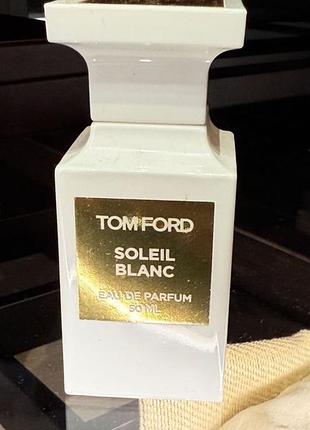 TOM FORD
SOLEIL
BLANC
EAU DE PARFUM
50 ML